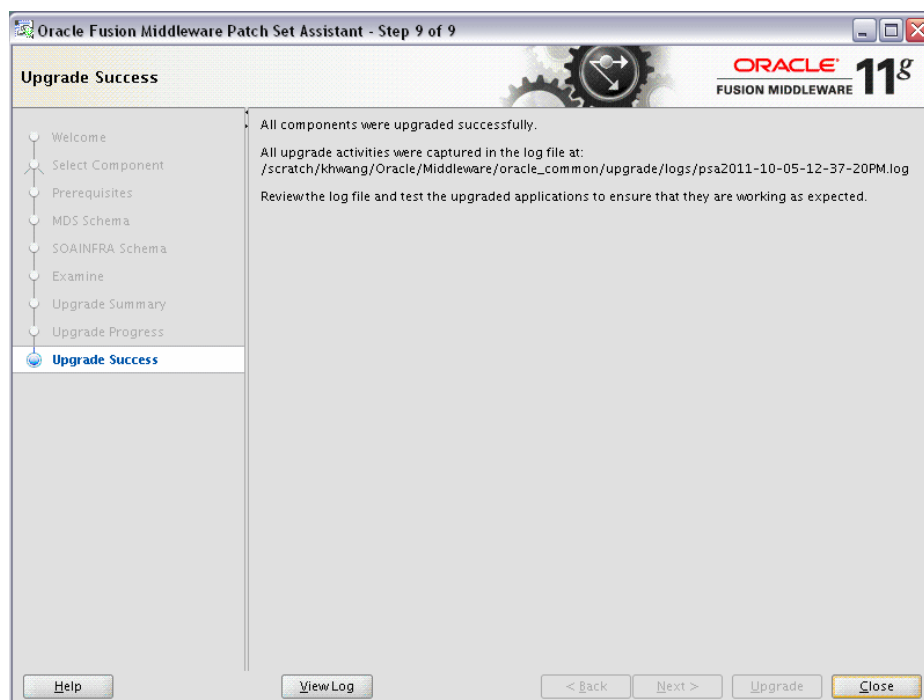 Oracle Fusion Middleware Patch Set Assistant - Step 9 of 9
Upgrade Success
ORACLE
FUSION MIDDLEWARE
11g
Welcome
Select Component
Prerequisites
MDS Schema
SOAINFRA Schema
Examine
Upgrade Summary
Upgrade Progress
Upgrade Success
All components were upgraded successfully.
All upgrade activities were captured in the log file at:
/scratch/khwang/Oracle/Middleware/oracle_common/upgrade/logs/psa2011-10-05-12-37-20PM.log
Review the log file and test the upgraded applications to ensure that they are working as expected.
Help
View Log
< Back
Next >
Upgrade
Close